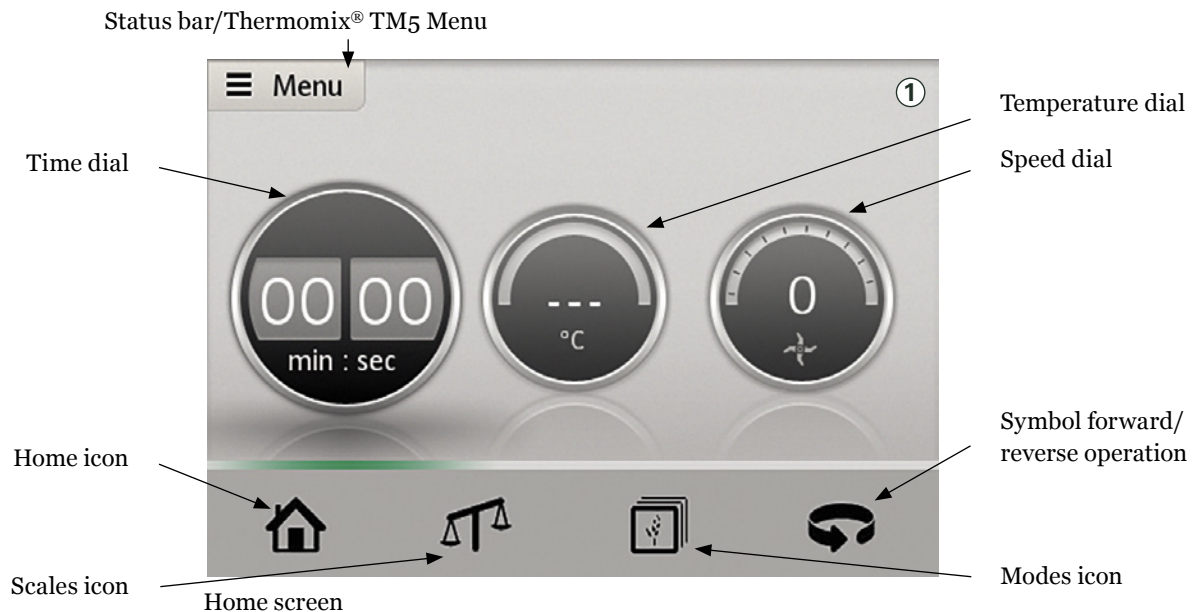 Status bar/Thermomix® TM5 Menu
Menu
①
Temperature dial
Speed dial
Time dial
00 00
min : sec
---
°C
0
Symbol forward/
reverse operation
Home icon
Scales icon
Modes icon
Home screen